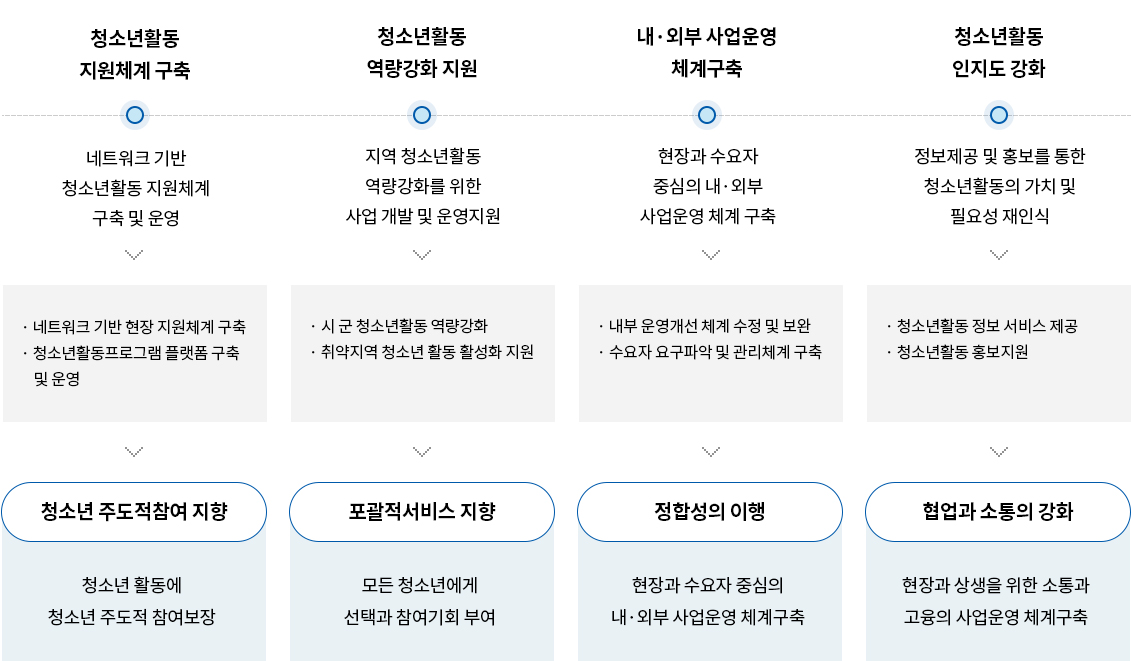 청소년활동
지원체계 구축
네트워크 기반
청소년활동 지원체계
구축 및 운영
· 네트워크 기반 현장 지원체계 구축
· 청소년활동프로그램 플랫폼 구축
및 운영
청소년 주도적참여 지향
청소년 활동에
청소년 주도적 참여보장
청소년활동
역량강화 지원
지역 청소년활동
역량강화를 위한
사업 개발 및 운영지원
· 시 군 청소년활동 역량강화
· 취약지역 청소년 활동 활성화 지원
포괄적서비스 지향
모든 청소년에게
선택과 참여기회 부여
내·외부 사업운영
체계구축
현장과 수요자
중심의 내·외부
사업운영 체계 구축
· 내부 운영개선 체계 수정 및 보완
· 수요자 요구파악 및 관리체계 구축
정합성의 이행
현장과 수요자 중심의
내·외부 사업운영 체계구축
청소년활동
인지도 강화
정보제공 및 홍보를 통한
청소년활동의 가치 및
필요성 재인식
· 청소년활동 정보 서비스 제공
· 청소년활동 홍보지원
협업과 소통의 강화
현장과 상생을 위한 소통과
고융의 사업운영 체계구축